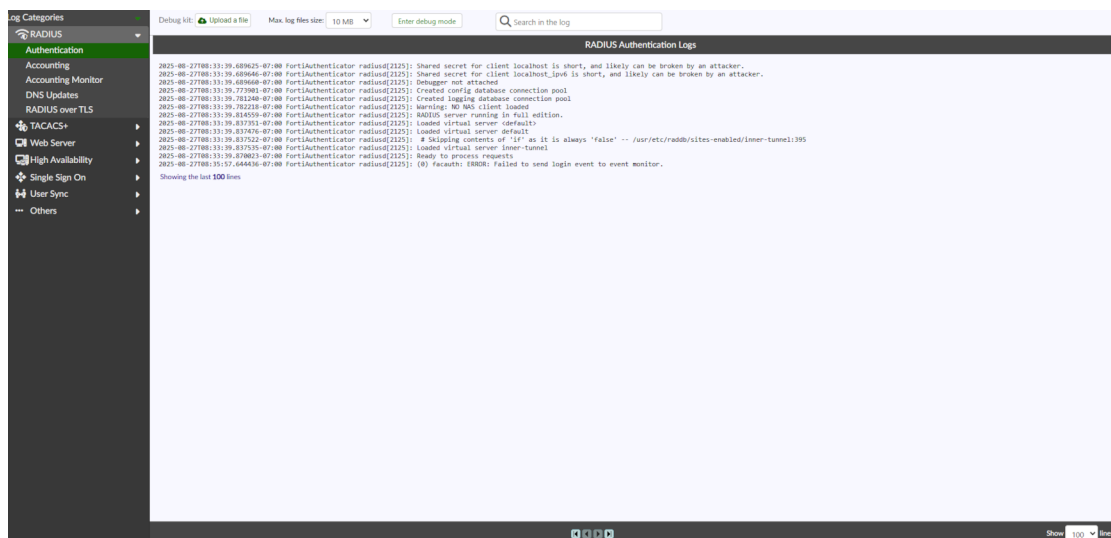 Log Categories
RADIUS
Authentication
Accounting
Accounting Monitor
DNS Updates
RADIUS over TLS
TACACS+
Web Server
High Availability
Single Sign On
User Sync
Others
Debug kit: Upload a file Max. log files size: 10 MB Enter debug mode Search in the log
RADIUS Authentication Logs
2025-08-27T08:33:39.689625-07:00 FortiAuthenticator radiusd[2125]: Shared secret for client localhost is short, and likely can be broken by an attacker.
2025-08-27T08:33:39.689646-07:00 FortiAuthenticator radiusd[2125]: Shared secret for client localhost_ipv6 is short, and likely can be broken by an attacker.
2025-08-27T08:33:39.689660-07:00 FortiAuthenticator radiusd[2125]: Debugger not attached
2025-08-27T08:33:39.773901-07:00 FortiAuthenticator radiusd[2125]: Created config database connection pool
2025-08-27T08:33:39.781240-07:00 FortiAuthenticator radiusd[2125]: Created logging database connection pool
2025-08-27T08:33:39.782218-07:00 FortiAuthenticator radiusd[2125]: Warning: NO NAS client loaded
2025-08-27T08:33:39.814559-07:00 FortiAuthenticator radiusd[2125]: RADIUS server running in full edition.
2025-08-27T08:33:39.837351-07:00 FortiAuthenticator radiusd[2125]: Loaded virtual server <default>
2025-08-27T08:33:39.837476-07:00 FortiAuthenticator radiusd[2125]: Loaded virtual server default
2025-08-27T08:33:39.837522-07:00 FortiAuthenticator radiusd[2125]: # Skipping contents of 'if' as it is always 'false' -- /usr/etc/raddb/sites-enabled/inner-tunnel:395
2025-08-27T08:33:39.837535-07:00 FortiAuthenticator radiusd[2125]: Loaded virtual server inner-tunnel
2025-08-27T08:33:39.870023-07:00 FortiAuthenticator radiusd[2125]: Ready to process requests
2025-08-27T08:35:57.644436-07:00 FortiAuthenticator radiusd[2125]: (0) facauth: ERROR: Failed to send login event to event monitor.
Showing the last 100 lines
Show 100 line